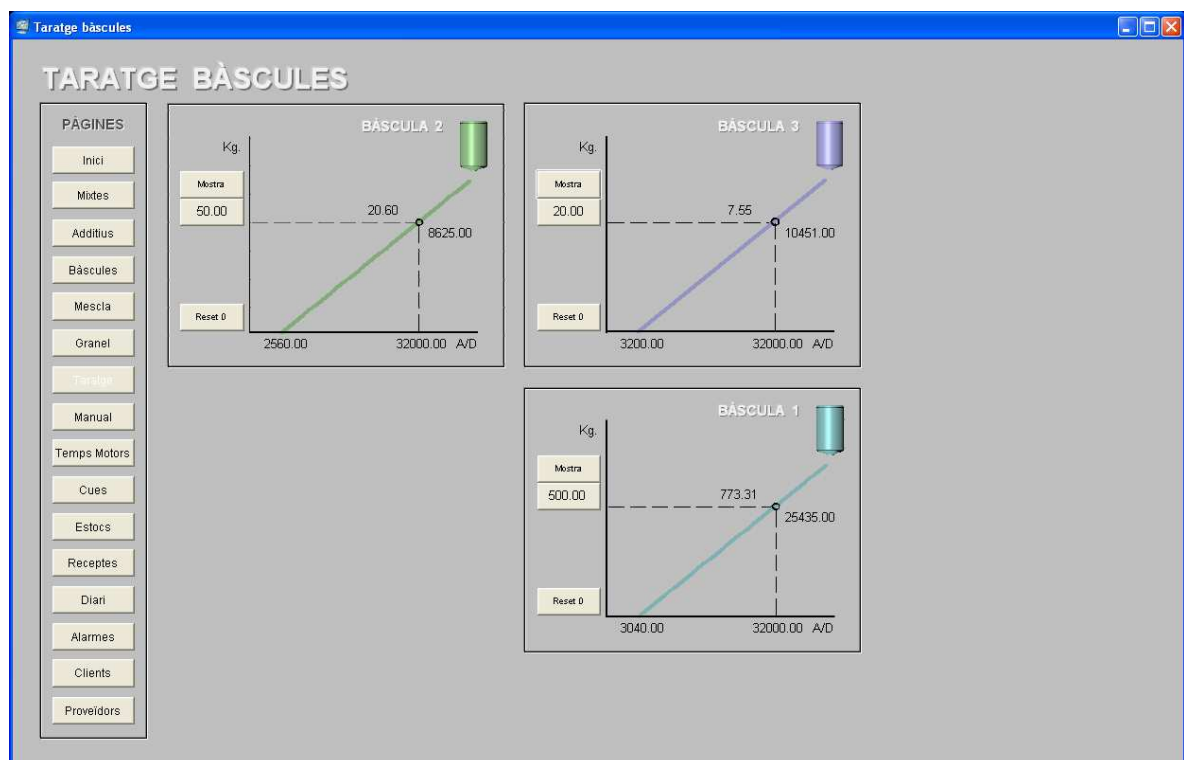 Taratge bàscules
TARATGE BÀSCULES
PÀGINES
Inici
Mixtes
Additius
Bàscules
Mescla
Granel
Taratge
Manual
Temps Motors
Cues
Estocs
Receptes
Diari
Alarmes
Clients
Proveïdors
BÀSCULA 2
Kg.
Mostra
50.00
20.60
8625.00
Reset 0
2560.00 32000.00 A/D
BÀSCULA 3
Kg.
Mostra
20.00
7.55
10451.00
Reset 0
3200.00 32000.00 A/D
BÀSCULA 1
Kg.
Mostra
500.00
773.31
25435.00
Reset 0
3040.00 32000.00 A/D